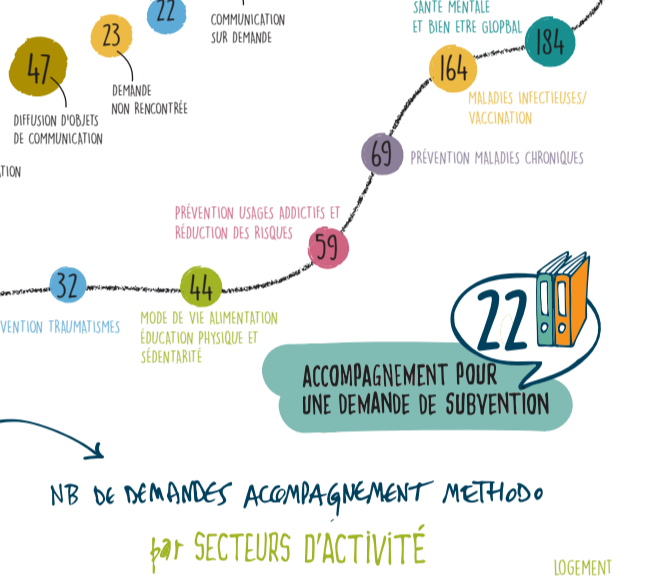 22
COMMUNICATION
SUR DEMANDE
23
DEMANDE
NON RENCONTRÉE
47
DIFFUSION D'OBJETS
DE COMMUNICATION
TION
SANTÉ MENTALE
ET BIEN ETRE GLOPBAL
184
164
MALADIES INFECTIEUSES/
VACCINATION
69
PRÉVENTION MALADIES CHRONIQUES
PRÉVENTION USAGES ADDICTIFS ET
RÉDUCTION DES RISQUES
59
32
VENTION TRAUMATISMES
44
MODE DE VIE ALIMENTATION
ÉDUCATION PHYSIQUE ET
SÉDENTARITÉ
22
ACCOMPAGNEMENT POUR
UNE DEMANDE DE SUBVENTION
NB DE DEMANDES ACCOMPAGNEMENT METHODO
par SECTEURS D'ACTIVITÉ
LOGEMENT